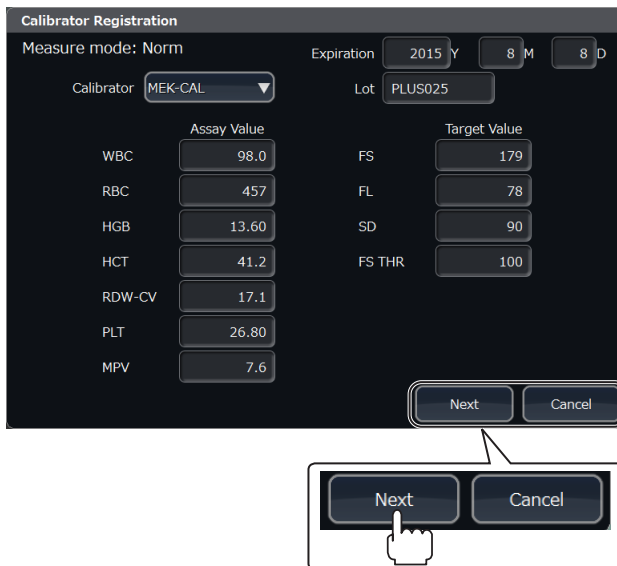 Calibrator Registration
Measure mode: Norm
Expiration 2015 Y 8 M 8 D
Calibrator MEK-CAL Lot PLUS025
Assay Value Target Value
WBC 98.0 FS 179
RBC 457 FL 78
HGB 13.60 SD 90
HCT 41.2 FS THR 100
RDW-CV 17.1
PLT 26.80
MPV 7.6
Next Cancel
Next Cancel